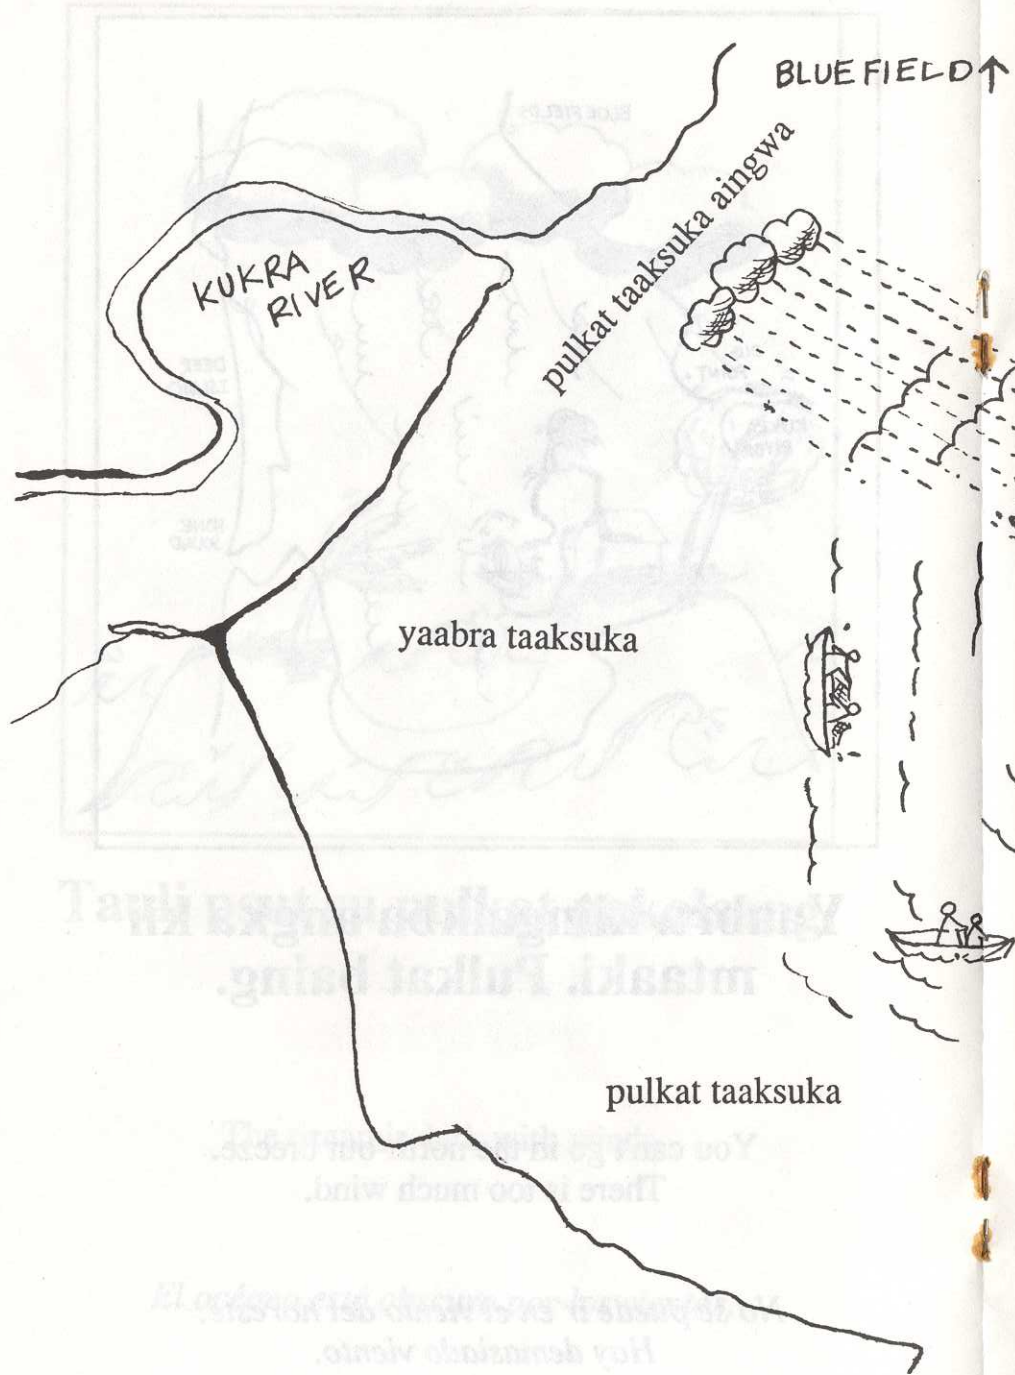 BLUEFIELD↑
pulkat taaksuka aingwa
KUKRA
RIVER
yaabra taaksuka
pulkat taaksuka